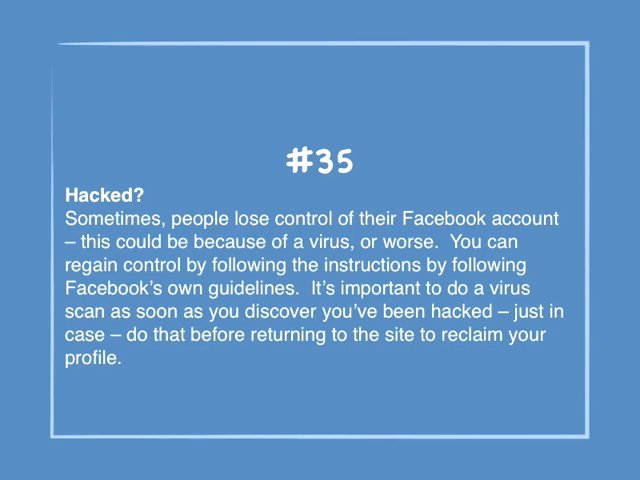 #35
Hacked?
Sometimes, people lose control of their Facebook account
– this could be because of a virus, or worse.  You can
regain control by following the instructions by following
Facebook’s own guidelines.  It’s important to do a virus
scan as soon as you discover you’ve been hacked – just in
case – do that before returning to the site to reclaim your
profile.